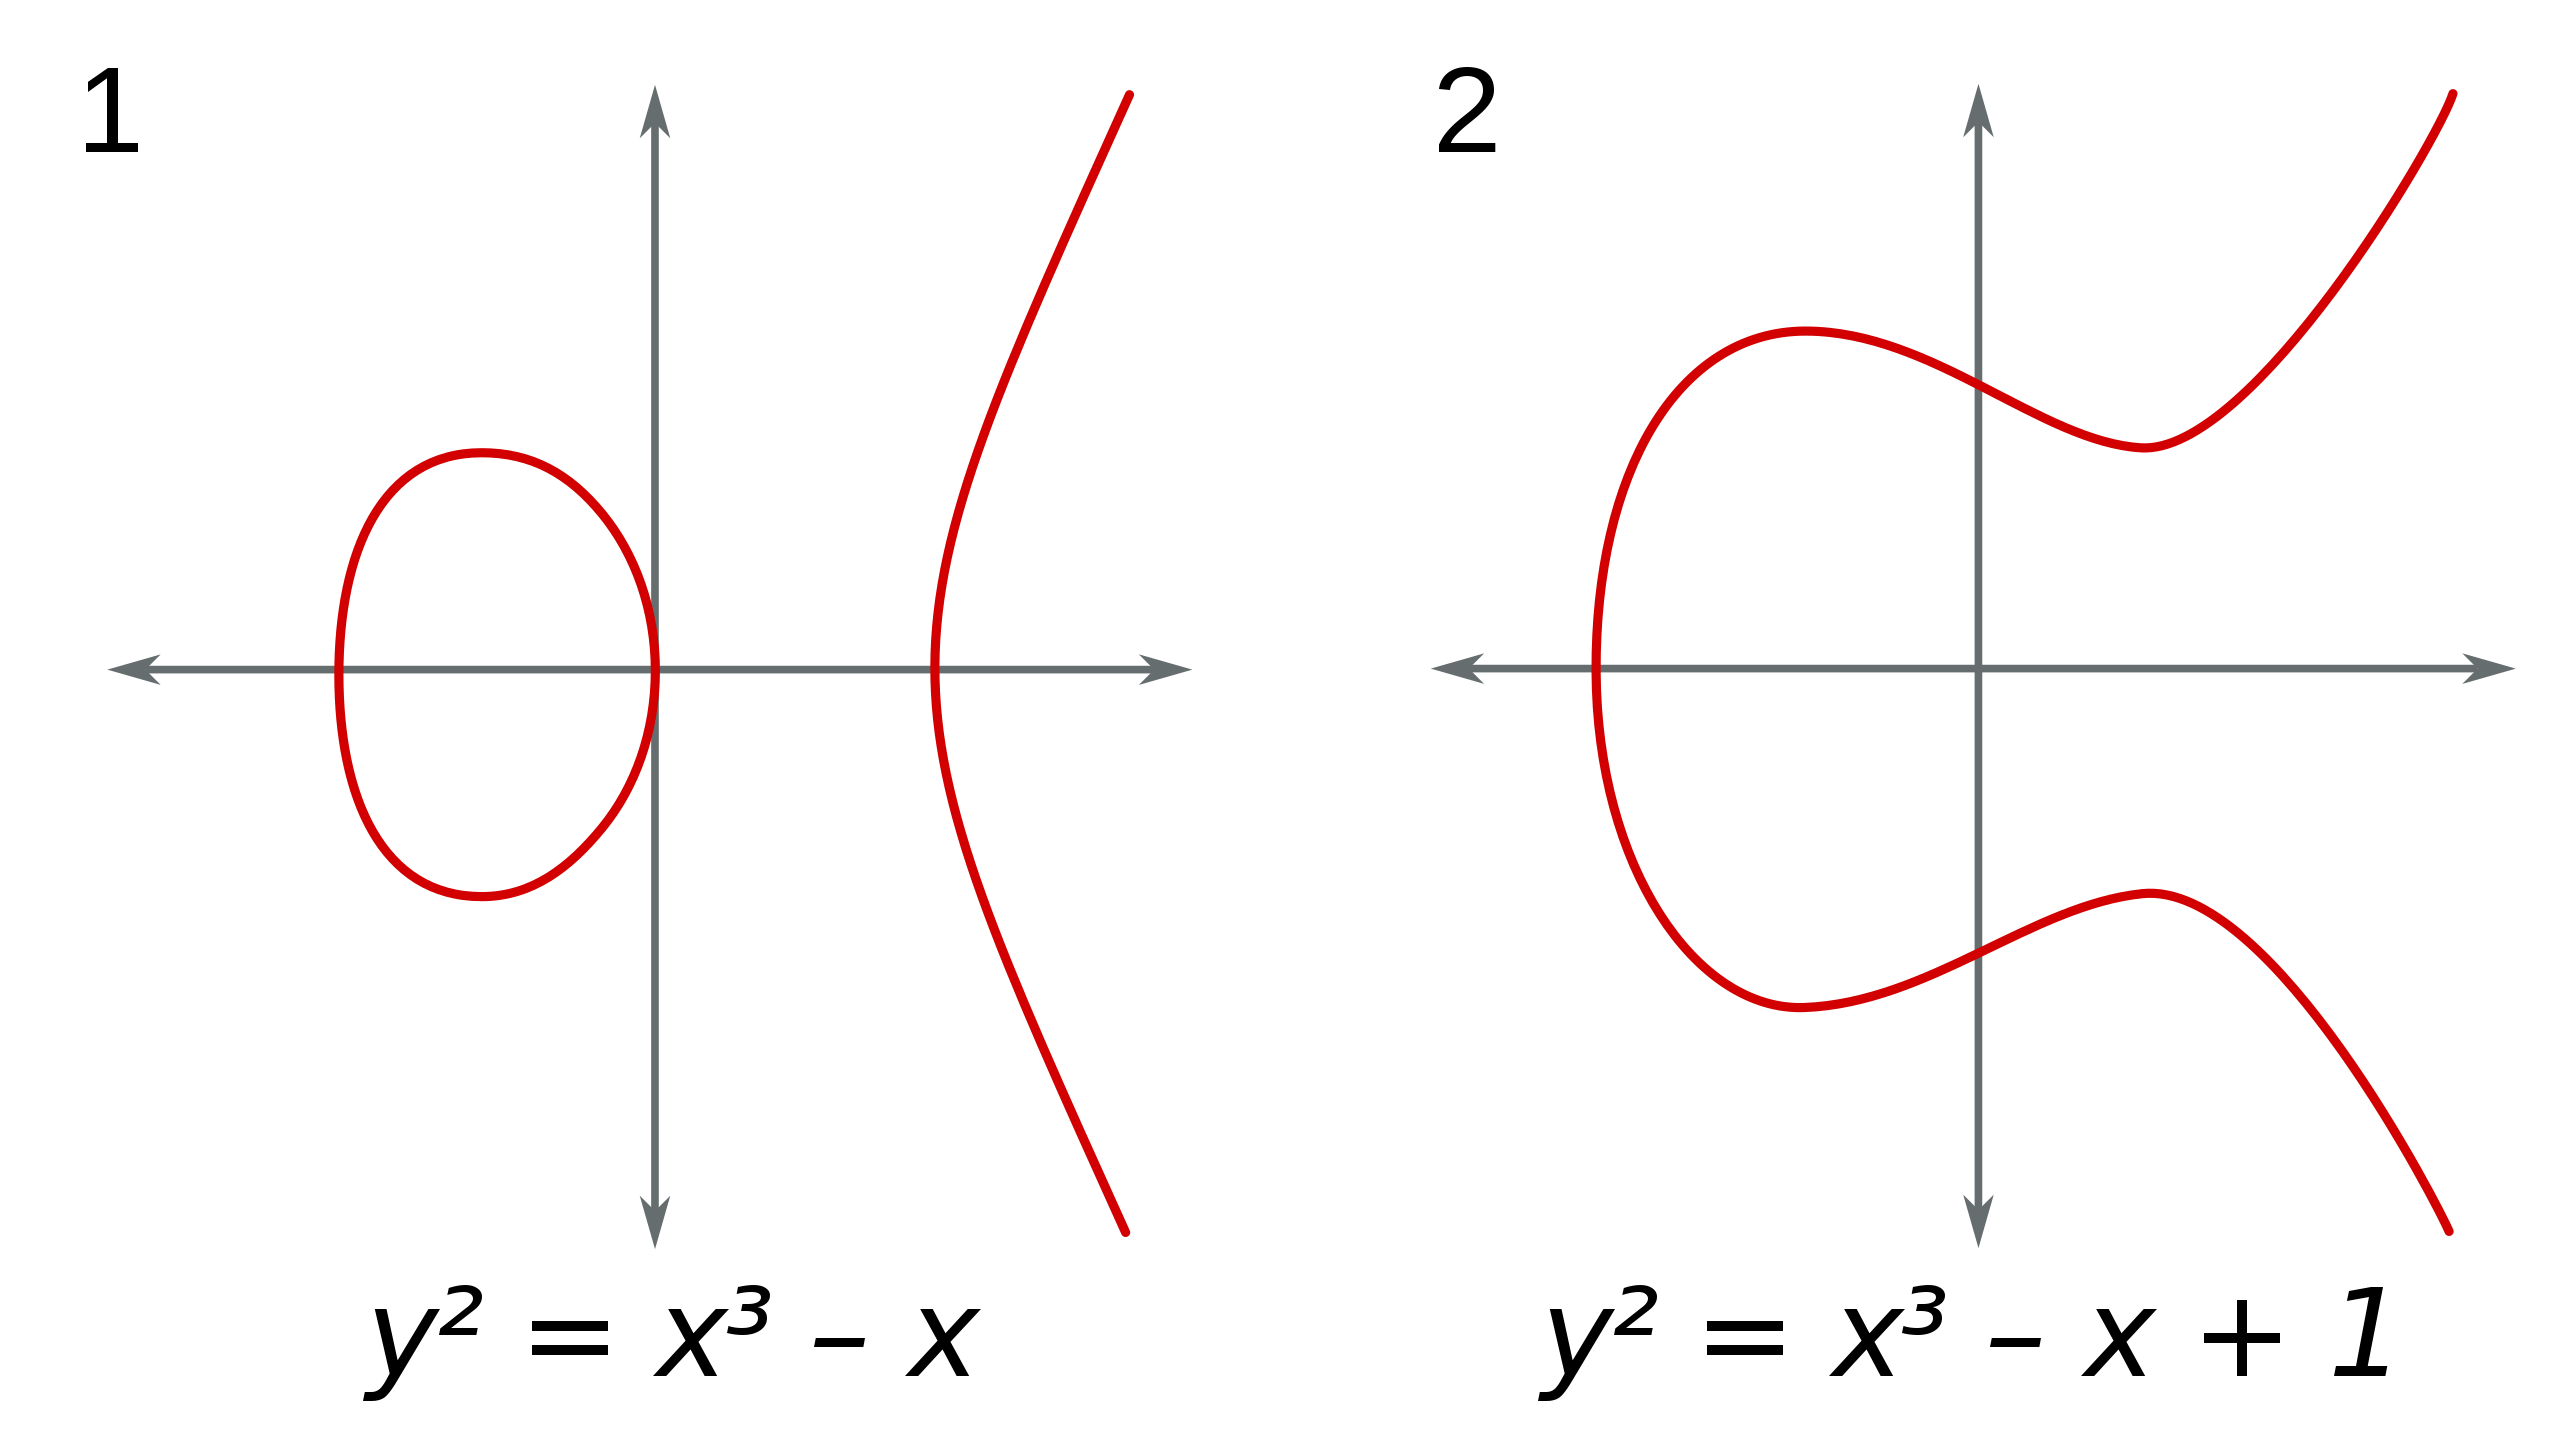 1
2
y² = x³ – x
y² = x³ – x + 1